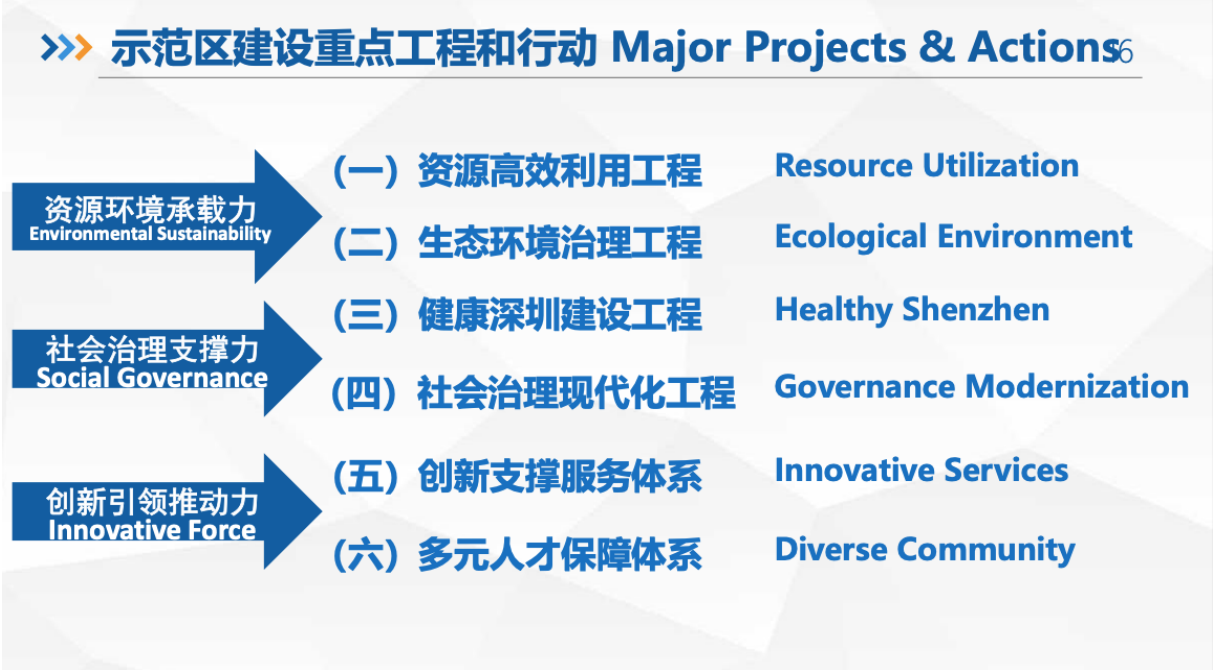 示范区建设重点工程和行动 Major Projects & Actions
资源环境承载力
Environmental Sustainability
（一）资源高效利用工程 Resource Utilization
（二）生态环境治理工程 Ecological Environment
社会治理支撑力
Social Governance
（三）健康深圳建设工程 Healthy Shenzhen
（四）社会治理现代化工程 Governance Modernization
创新引领推动力
Innovative Force
（五）创新支撑服务体系 Innovative Services
（六）多元人才保障体系 Diverse Community